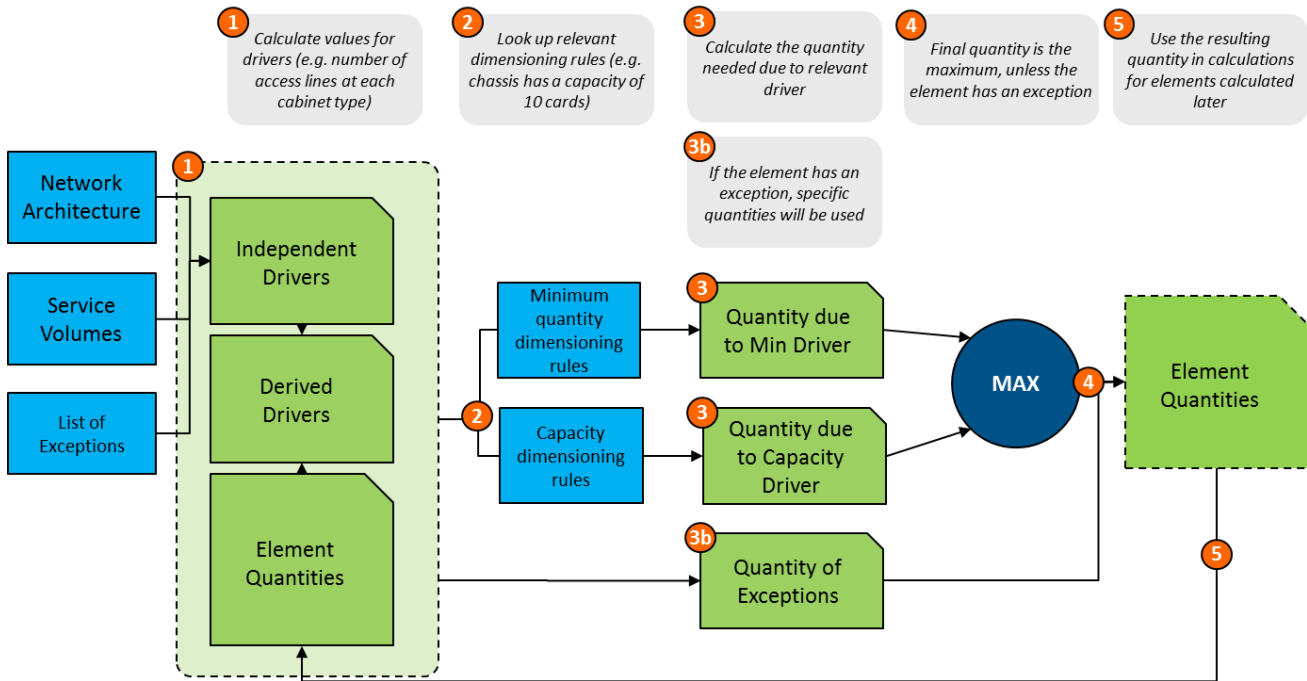 1
Calculate values for
drivers (e.g. number of
access lines at each
cabinet type)
2
Look up relevant
dimensioning rules (e.g.
chassis has a capacity of
10 cards)
3
Calculate the quantity
needed due to relevant
driver
4
Final quantity is the
maximum, unless the
element has an exception
5
Use the resulting
quantity in calculations
for elements calculated
later
3b
If the element has an
exception, specific
quantities will be used
Network
Architecture
Service
Volumes
List of
Exceptions
1
Independent
Drivers
Derived
Drivers
Element
Quantities
2
Minimum
quantity
dimensioning
rules
Capacity
dimensioning
rules
3
Quantity due
to Min Driver
3
Quantity due
to Capacity
Driver
3b
Quantity of
Exceptions
MAX
4
Element
Quantities
5